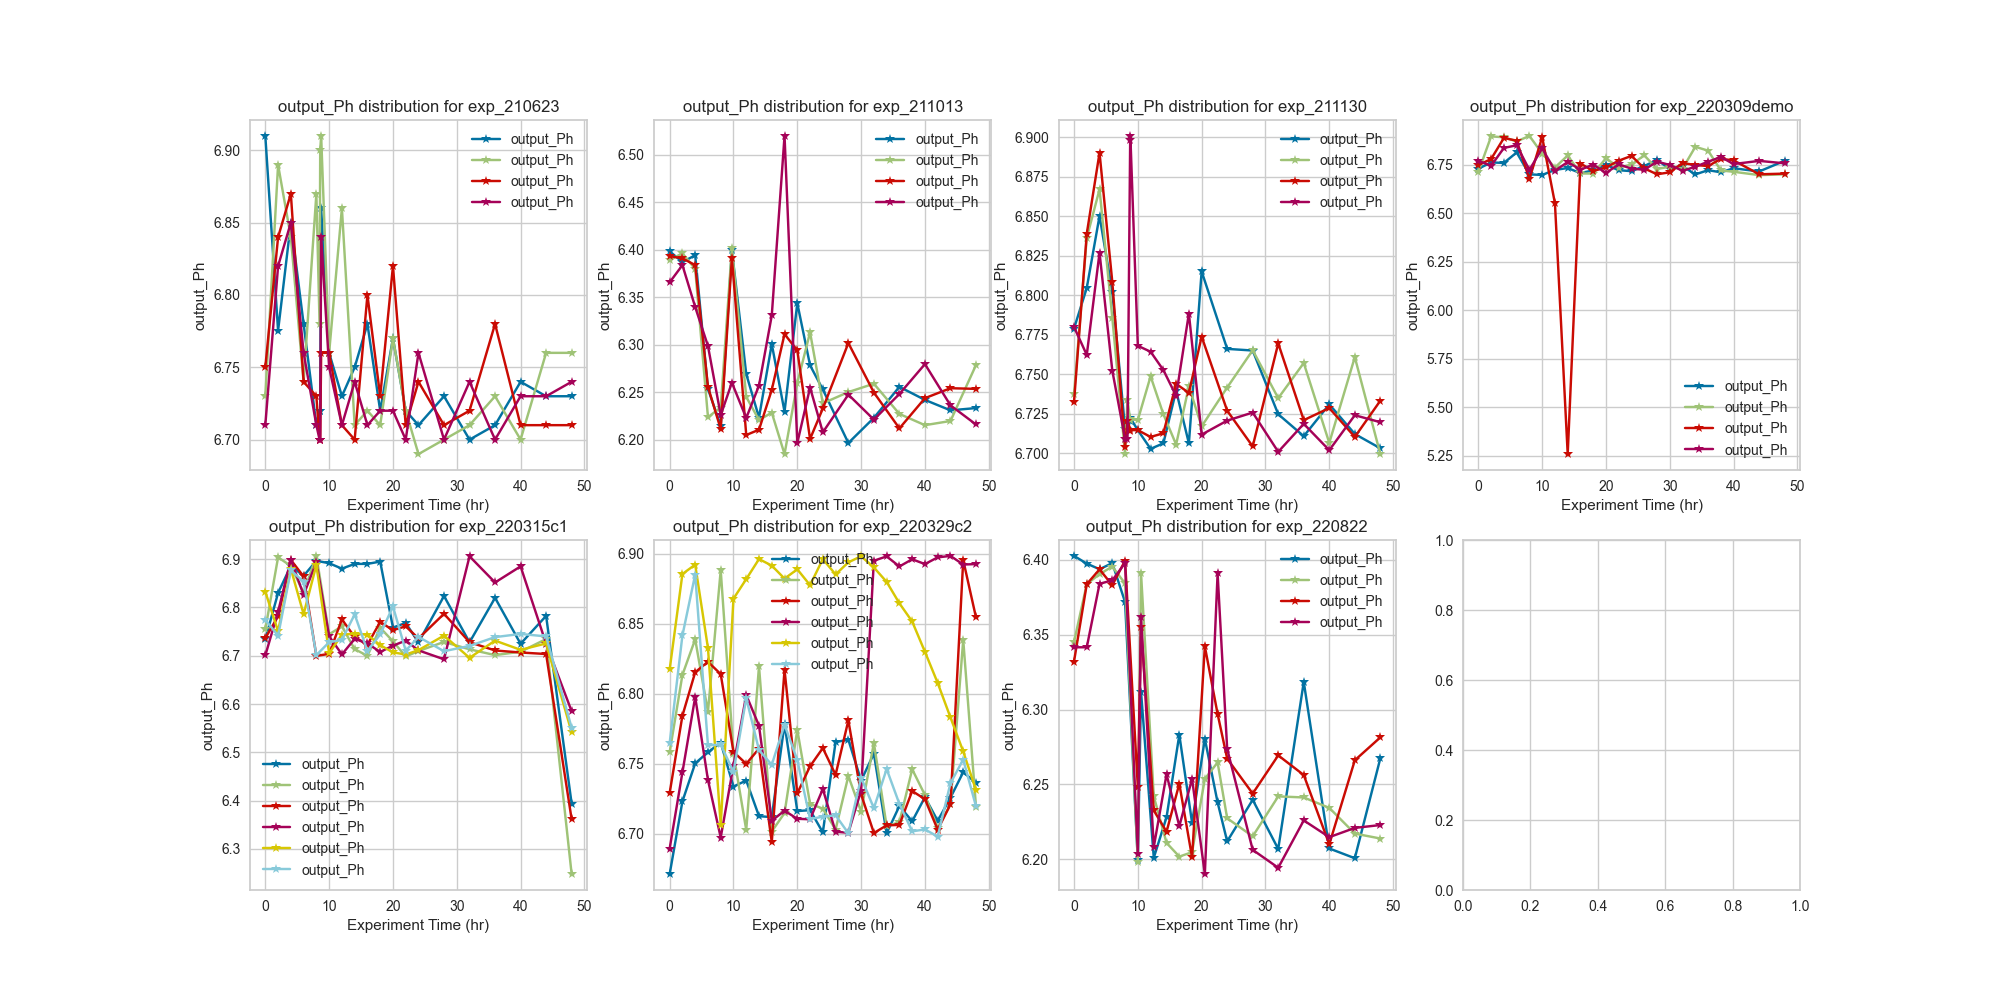 output_Ph distribution for exp_210623
output_Ph
6.90
6.85
6.80
6.75
6.70
output_Ph
output_Ph
output_Ph
output_Ph
0 10 20 30 40 50
Experiment Time (hr)
output_Ph distribution for exp_211013
output_Ph
6.50
6.45
6.40
6.35
6.30
6.25
6.20
output_Ph
output_Ph
output_Ph
output_Ph
0 10 20 30 40 50
Experiment Time (hr)
output_Ph distribution for exp_211130
output_Ph
6.900
6.875
6.850
6.825
6.800
6.775
6.750
6.725
6.700
output_Ph
output_Ph
output_Ph
output_Ph
0 10 20 30 40 50
Experiment Time (hr)
output_Ph distribution for exp_220309demo
output_Ph
6.75
6.50
6.25
6.00
5.75
5.50
5.25
output_Ph
output_Ph
output_Ph
output_Ph
0 10 20 30 40 50
Experiment Time (hr)
output_Ph distribution for exp_220315c1
output_Ph
6.9
6.8
6.7
6.6
6.5
6.4
6.3
output_Ph
output_Ph
output_Ph
output_Ph
output_Ph
output_Ph
0 10 20 30 40 50
Experiment Time (hr)
output_Ph distribution for exp_220329c2
output_Ph
6.90
6.85
6.80
6.75
6.70
output_Ph
output_Ph
output_Ph
output_Ph
output_Ph
output_Ph
0 10 20 30 40 50
Experiment Time (hr)
output_Ph distribution for exp_220822
output_Ph
6.40
6.35
6.30
6.25
6.20
output_Ph
output_Ph
output_Ph
output_Ph
0 10 20 30 40 50
Experiment Time (hr)
1.0
0.8
0.6
0.4
0.2
0.0
0.0 0.2 0.4 0.6 0.8 1.0